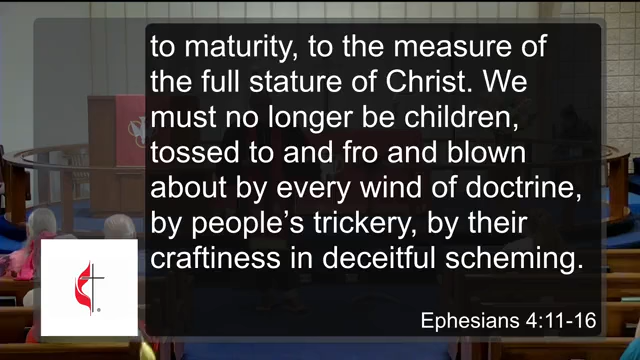 to maturity, to the measure of
the full stature of Christ. We
must no longer be children,
tossed to and fro and blown
about by every wind of doctrine,
by people’s trickery, by their
craftiness in deceitful scheming.
Ephesians 4:11-16